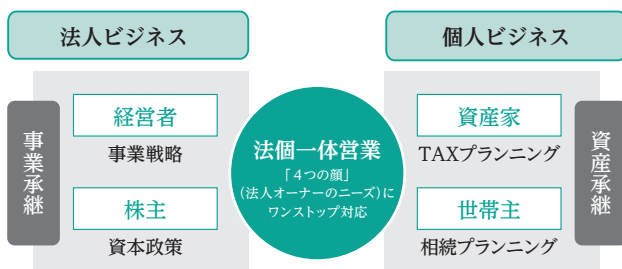 法人ビジネス
個人ビジネス
事業承継
経営者
事業戦略
株主
資本政策
法個一体営業
「4つの顔」
(法人オーナーのニーズ)に
ワンストップ対応
資産家
TAXプランニング
世帯主
相続プランニング
資産承継